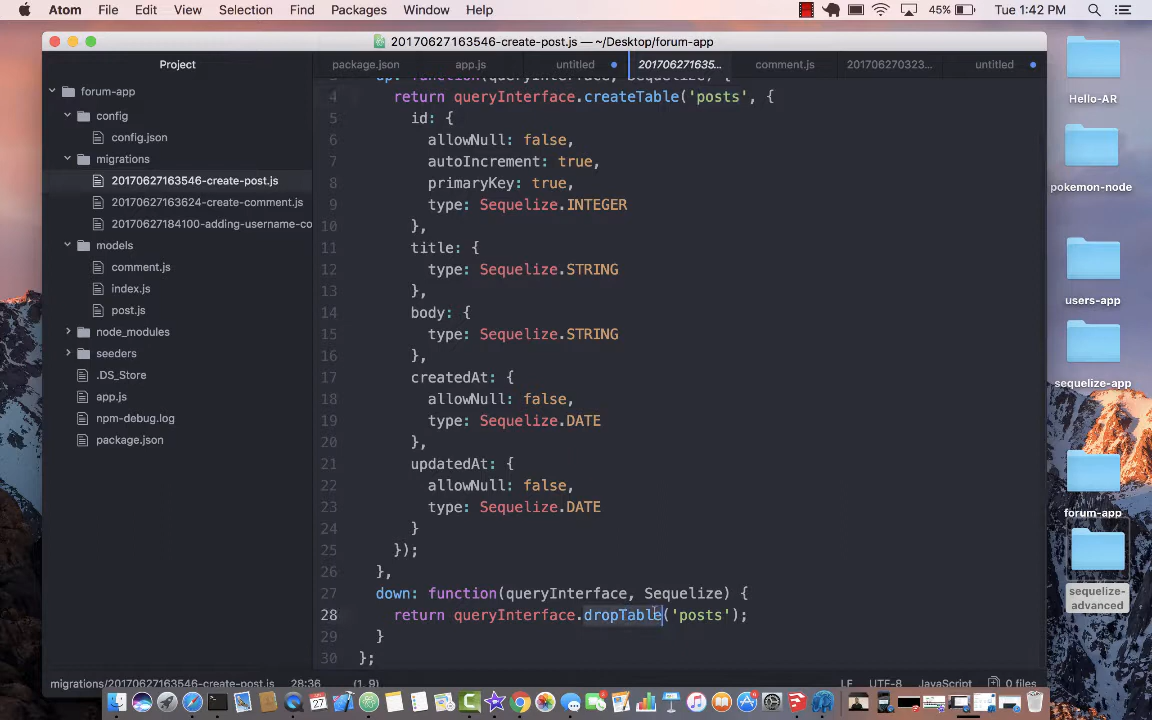 Atom File Edit View Selection Find Packages Window Help 45% Tue 1:42 PM
20170627163546-create-post.js — ~/Desktop/forum-app
Project
package.json app.js untitled 201706271635... comment.js 201706270323... untitled
forum-app
config
config.json
migrations
20170627163546-create-post.js
20170627163624-create-comment.js
20170627184100-adding-username-co
models
comment.js
index.js
post.js
node_modules
seeders
.DS_Store
app.js
npm-debug.log
package.json
3 up: function(queryInterface, Sequelize) {
4 return queryInterface.createTable('posts', {
5 id: {
6 allowNull: false,
7 autoIncrement: true,
8 primaryKey: true,
9 type: Sequelize.INTEGER
10 },
11 title: {
12 type: Sequelize.STRING
13 },
14 body: {
15 type: Sequelize.STRING
16 },
17 createdAt: {
18 allowNull: false,
19 type: Sequelize.DATE
20 },
21 updatedAt: {
22 allowNull: false,
23 type: Sequelize.DATE
24 }
25 });
26 },
27 down: function(queryInterface, Sequelize) {
28 return queryInterface.dropTable('posts');
29 }
30 };
migrations/20170627163546-create-post.js 28:36 (1, 9) LF UTF-8 JavaScript 0 files
Hello-AR
pokemon-node
users-app
sequelize-app
forum-app
sequelize-
advanced
27